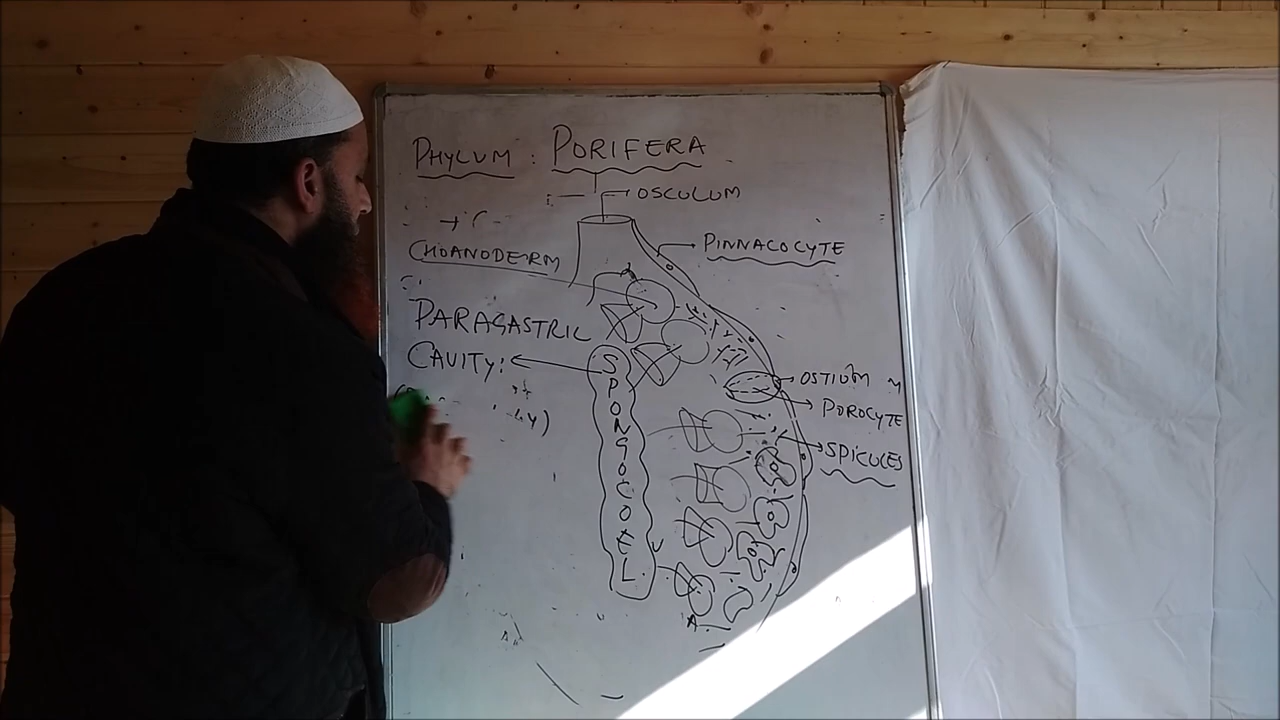 PHYLUM : PORIFERA
OSCULUM
CHOANODERM
PINNACOCYTE
PARAGASTRIC
CAVITY:
SPONGOCOEL
OSTIUM
POROCYTE
SPICULES